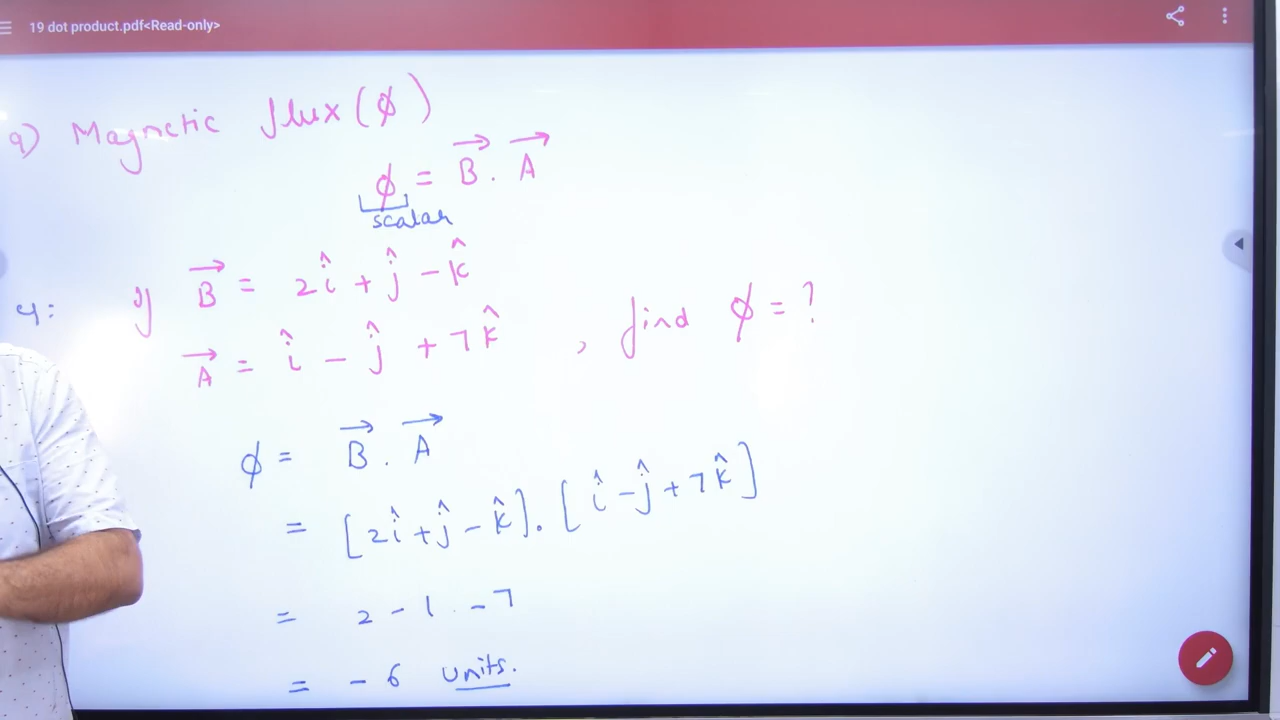 19 dot product.pdf<Read-only>
9) Magnetic flux (ϕ)
ϕ = B⃗ . A⃗
scalar
If B⃗ = 2î + ĵ − k̂
A⃗ = î − ĵ + 7k̂ , find ϕ = ?
ϕ = B⃗ . A⃗
= [2î + ĵ − k̂] . [î − ĵ + 7k̂]
= 2 − 1 − 7
= − 6 units.